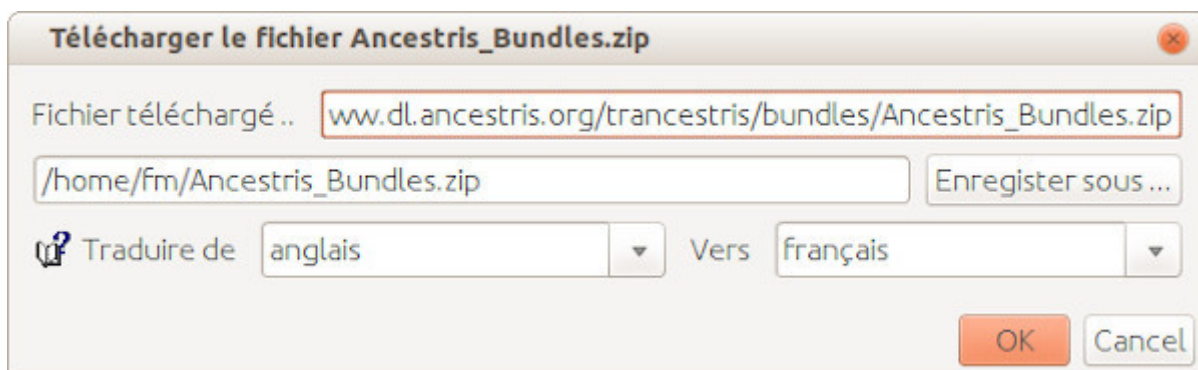 Télécharger le fichier Ancestris_Bundles.zip
Fichier téléchargé .. ww.dl.ancestris.org/trancestris/bundles/Ancestris_Bundles.zip
/home/fm/Ancestris_Bundles.zip Enregister sous ...
Traduire de anglais Vers français
OK Cancel